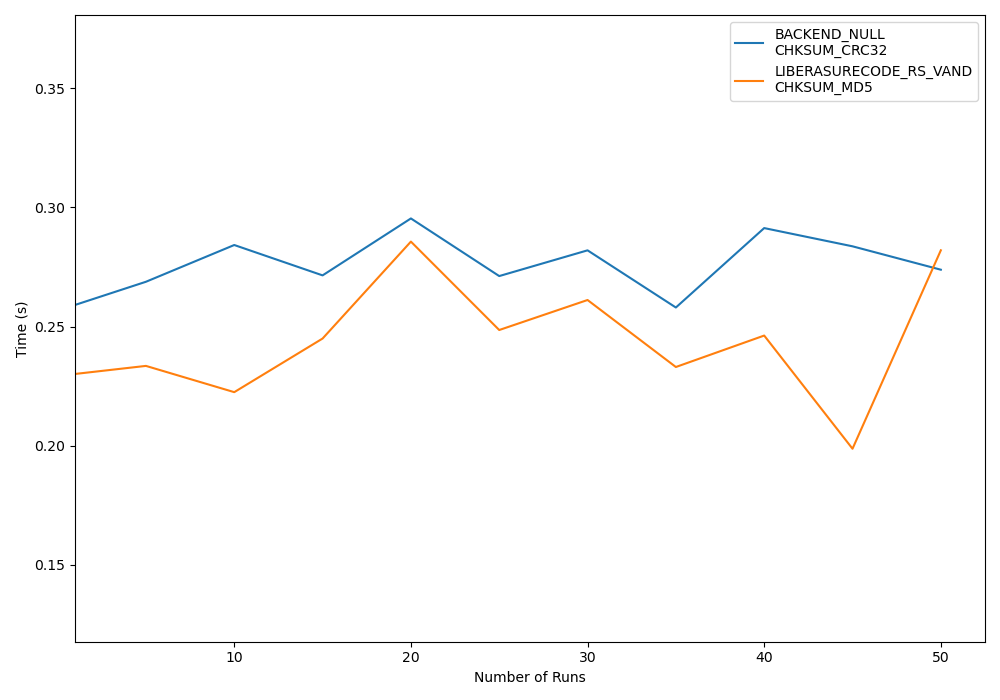 BACKEND_NULL
CHKSUM_CRC32
LIBERASURECODE_RS_VAND
CHKSUM_MD5
0.35
0.30
0.25
0.20
0.15
Time (s)
10 20 30 40 50
Number of Runs